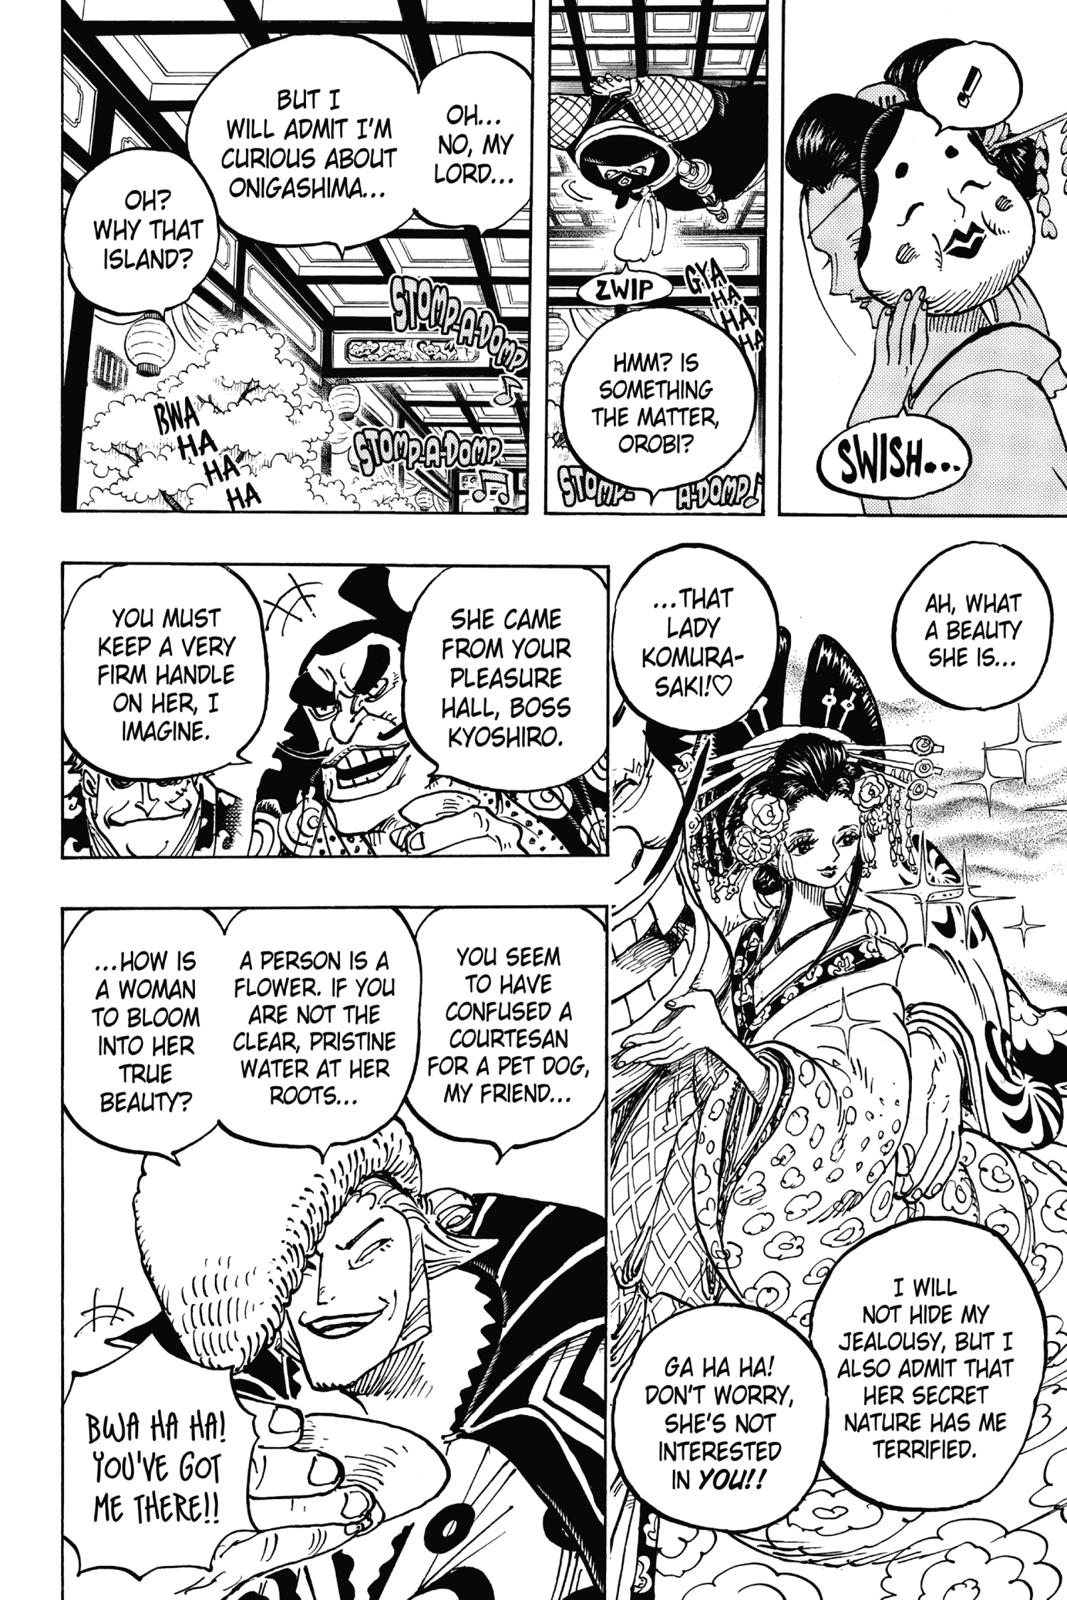 !
SWISH...
ZWIP
GYA
HA
HA
HA
HMM? IS
SOMETHING
THE MATTER,
OROBI?
STOMP-
A-DOMP♪
OH...
NO, MY
LORD...
BUT I
WILL ADMIT I'M
CURIOUS ABOUT
ONIGASHIMA...
OH?
WHY THAT
ISLAND?
STOMP-A-DOMP
♪
STOMP-A-DOMP
♫
BWA
HA
HA
HA
AH, WHAT
A BEAUTY
SHE IS...
...THAT
LADY
KOMURA-
SAKI!♡
SHE CAME
FROM YOUR
PLEASURE
HALL, BOSS
KYOSHIRO.
YOU MUST
KEEP A VERY
FIRM HANDLE
ON HER, I
IMAGINE.
YOU SEEM
TO HAVE
CONFUSED A
COURTESAN
FOR A PET DOG,
MY FRIEND...
A PERSON IS A
FLOWER. IF YOU
ARE NOT THE
CLEAR, PRISTINE
WATER AT HER
ROOTS...
...HOW IS
A WOMAN
TO BLOOM
INTO HER
TRUE
BEAUTY?
BWA HA HA!
YOU'VE GOT
ME THERE!!
I WILL
NOT HIDE MY
JEALOUSY, BUT I
ALSO ADMIT THAT
HER SECRET
NATURE HAS ME
TERRIFIED.
GA HA HA!
DON'T WORRY,
SHE'S NOT
INTERESTED
IN YOU!!